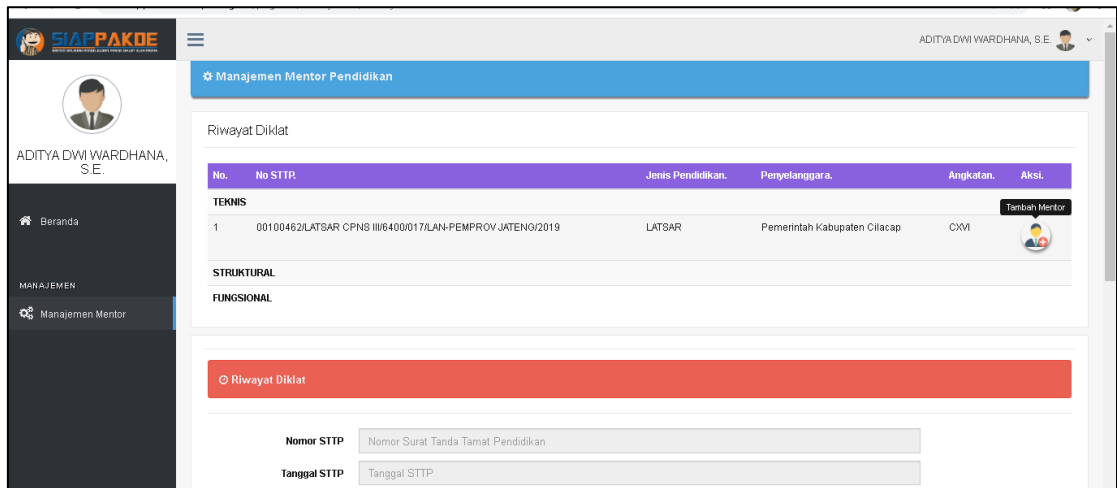 SIAPPAKDE
ADITYA DWI WARDHANA, S.E.
Manajemen Mentor Pendidikan
ADITYA DWI WARDHANA,
S.E.
Beranda
MANAJEMEN
Manajemen Mentor
Riwayat Diklat
No. No STTP. Jenis Pendidikan. Penyelanggara. Angkatan. Aksi.
TEKNIS
Tambah Mentor
1 00100462/LATSAR CPNS III/6400/017/LAN-PEMPROV JATENG/2019 LATSAR Pemerintah Kabupaten Cilacap CXVI
STRUKTURAL
FUNGSIONAL
Riwayat Diklat
Nomor STTP Nomor Surat Tanda Tamat Pendidikan
Tanggal STTP Tanggal STTP